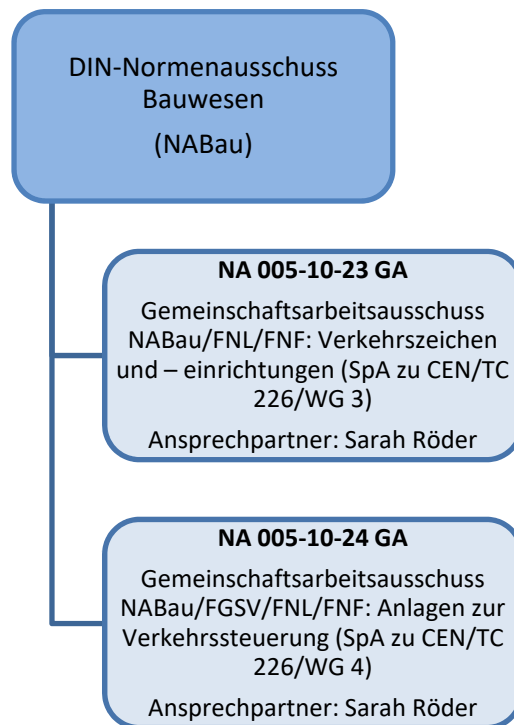 DIN-Normenausschuss
Bauwesen
(NABau)
NA 005-10-23 GA
Gemeinschaftsarbeitsausschuss
NABau/FNL/FNF: Verkehrszeichen
und – einrichtungen (SpA zu CEN/TC
226/WG 3)
Ansprechpartner: Sarah Röder
NA 005-10-24 GA
Gemeinschaftsarbeitsausschuss
NABau/FGSV/FNL/FNF: Anlagen zur
Verkehrssteuerung (SpA zu CEN/TC
226/WG 4)
Ansprechpartner: Sarah Röder